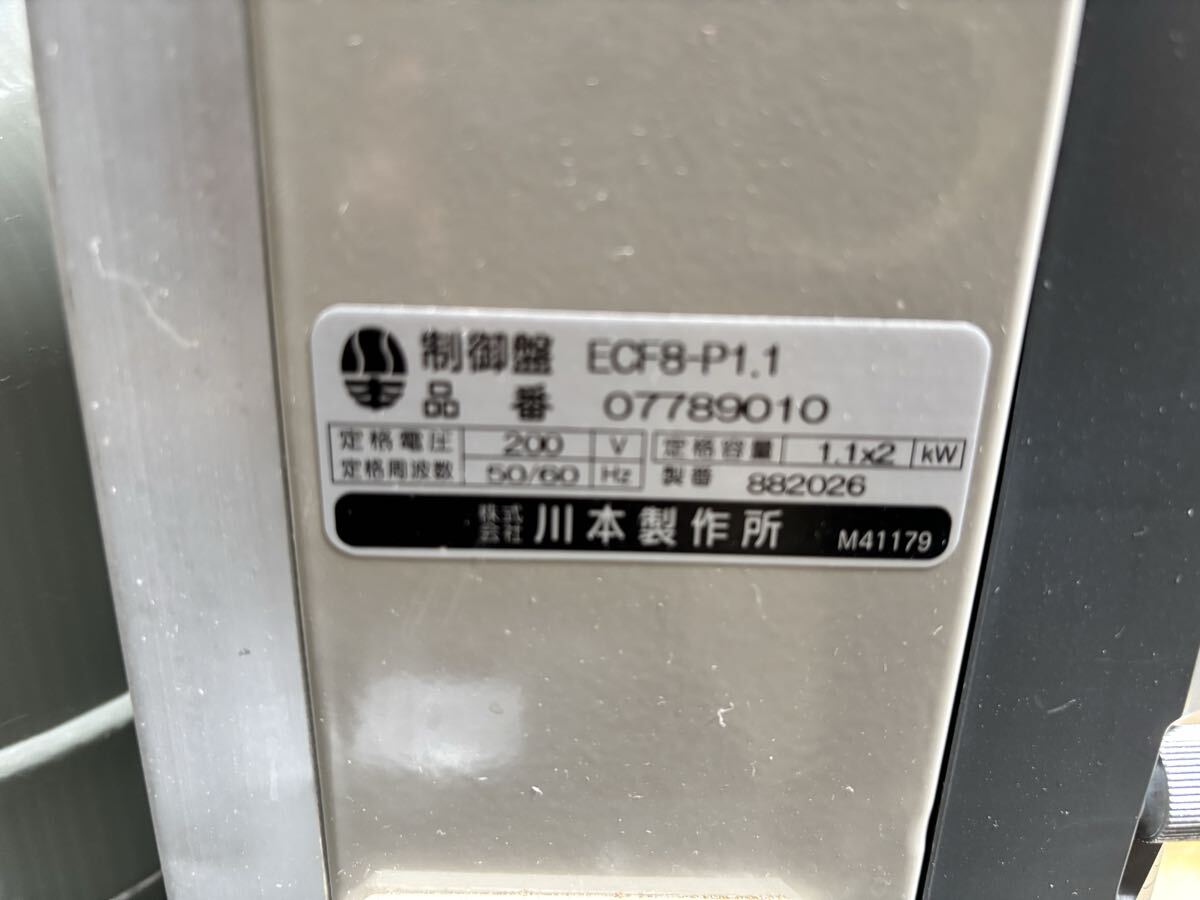 制御盤 ECF8-P1.1
品番 07789010
定格電圧 200 V 定格容量 1.1x2 kW
定格周波数 50/60 Hz 製番 882026
株式会社 川本製作所 M41179